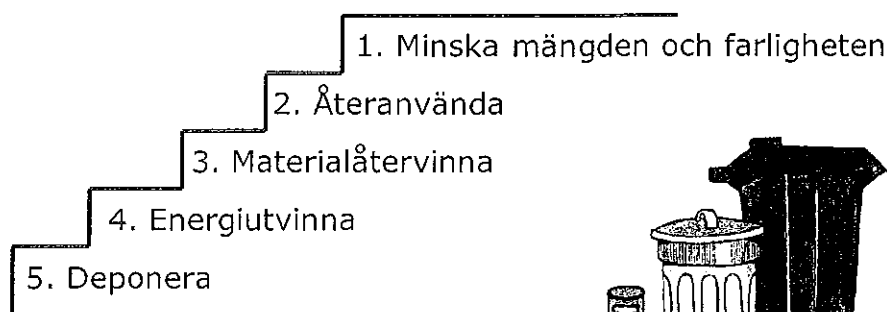 1. Minska mängden och farligheten
2. Återanvända
3. Materialåtervinna
4. Energiutvinna
5. Deponera